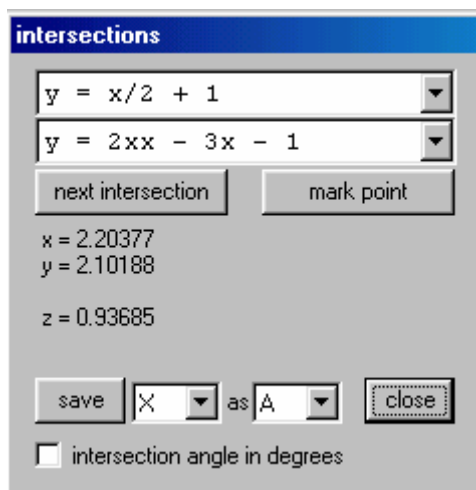 intersections
y = x/2 + 1
y = 2xx - 3x - 1
next intersection mark point
x = 2.20377
y = 2.10188
z = 0.93685
save X as A close
intersection angle in degrees